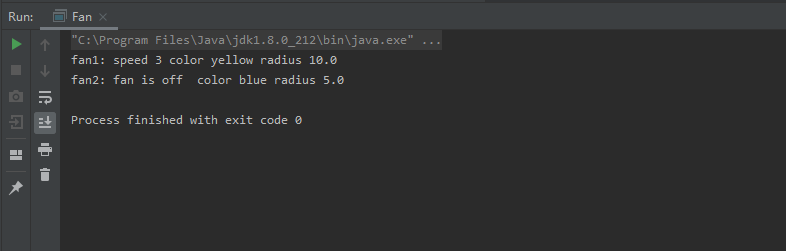 Run: Fan ×
"C:\Program Files\Java\jdk1.8.0_212\bin\java.exe" ...
fan1: speed 3 color yellow radius 10.0
fan2: fan is off  color blue radius 5.0
Process finished with exit code 0